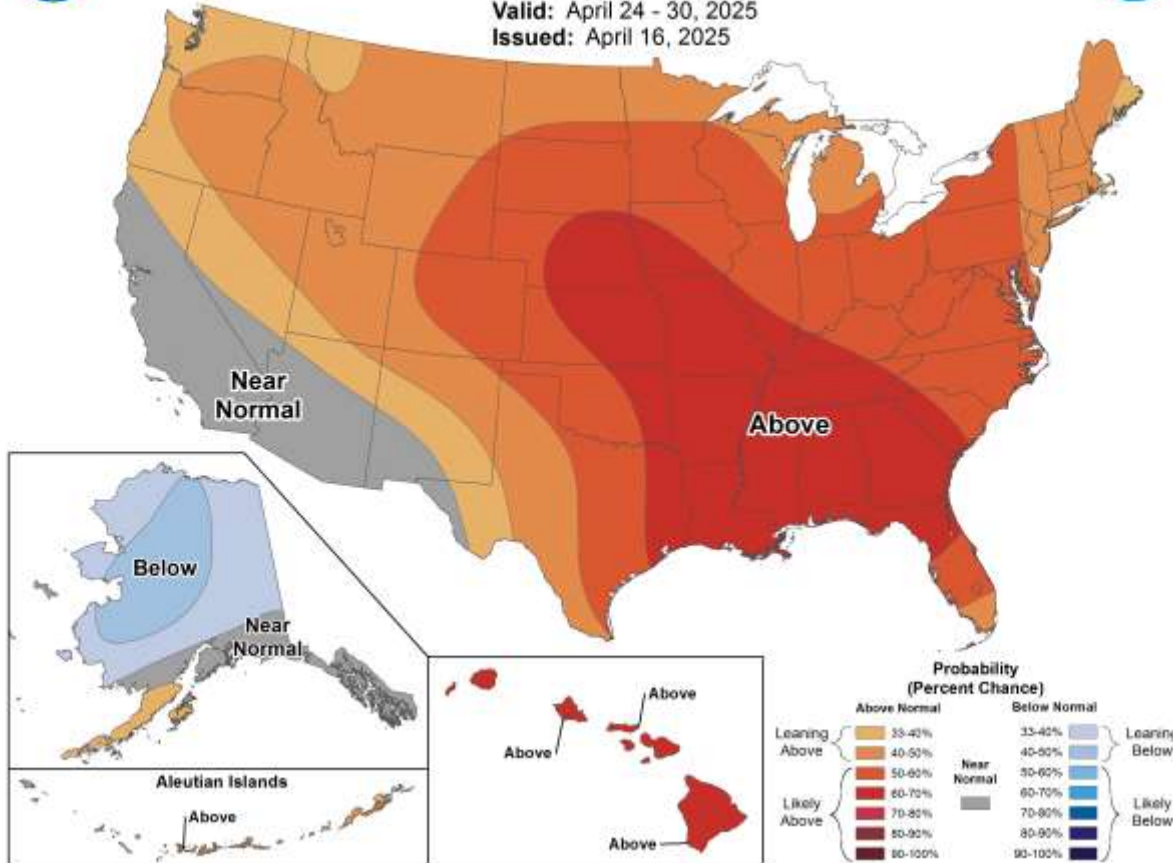 Valid: April 24 - 30, 2025
Issued: April 16, 2025
Near
Normal
Above
Below
Near
Normal
Above
Above
Above
Aleutian Islands
Above
Probability
(Percent Chance)
Above Normal
Below Normal
Leaning
Above
33-40%
40-50%
Likely
Above
50-60%
60-70%
70-80%
80-90%
90-100%
Near
Normal
33-40%
40-50%
Leaning
Below
50-60%
60-70%
70-80%
80-90%
90-100%
Likely
Below